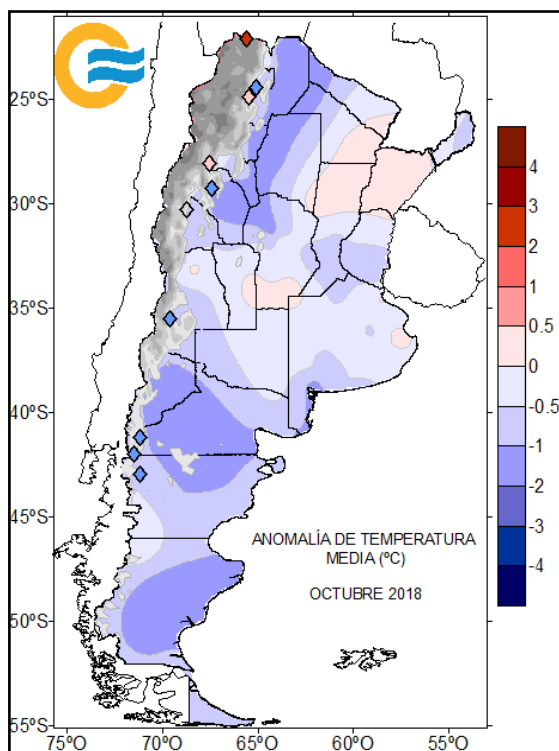 25ºS
30ºS
35ºS
40ºS
45ºS
50ºS
55ºS
75ºO
70ºO
65ºO
60ºO
55ºO
ANOMALÍA DE TEMPERATURA
MEDIA (ºC)
OCTUBRE 2018
4
3
2
1
0.5
0
-0.5
-1
-2
-3
-4